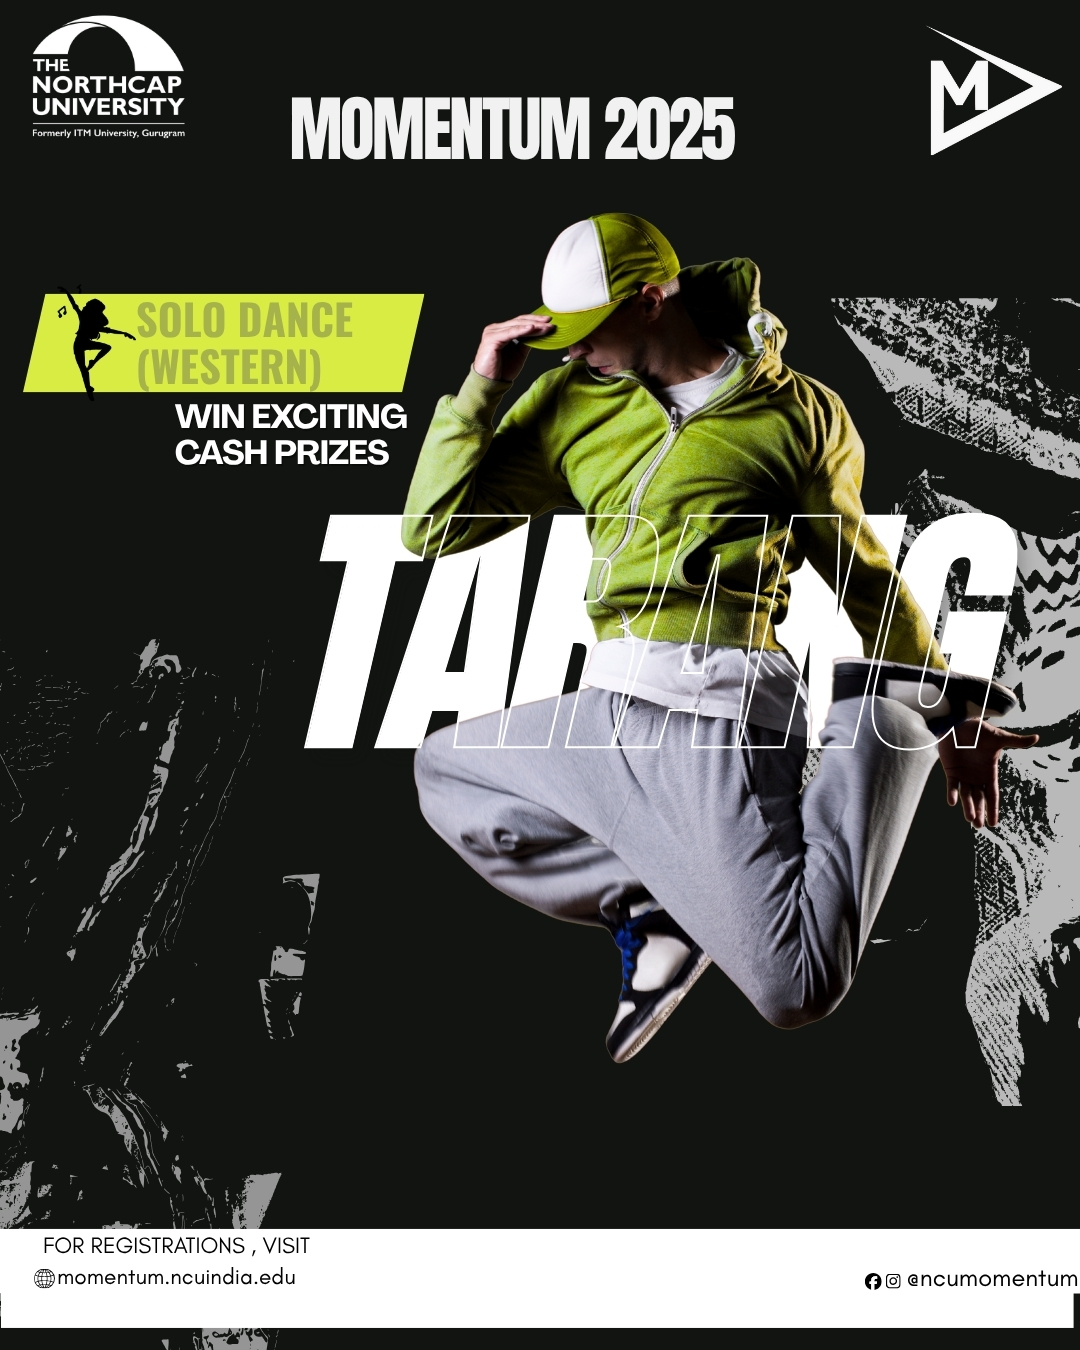 THE
NORTHCAP
UNIVERSITY
Formerly ITM University, Gurugram
MOMENTUM 2025
M
SOLO DANCE
(WESTERN)
WIN EXCITING
CASH PRIZES
TARANG
FOR REGISTRATIONS , VISIT
momentum.ncuindia.edu
@ncumomentum